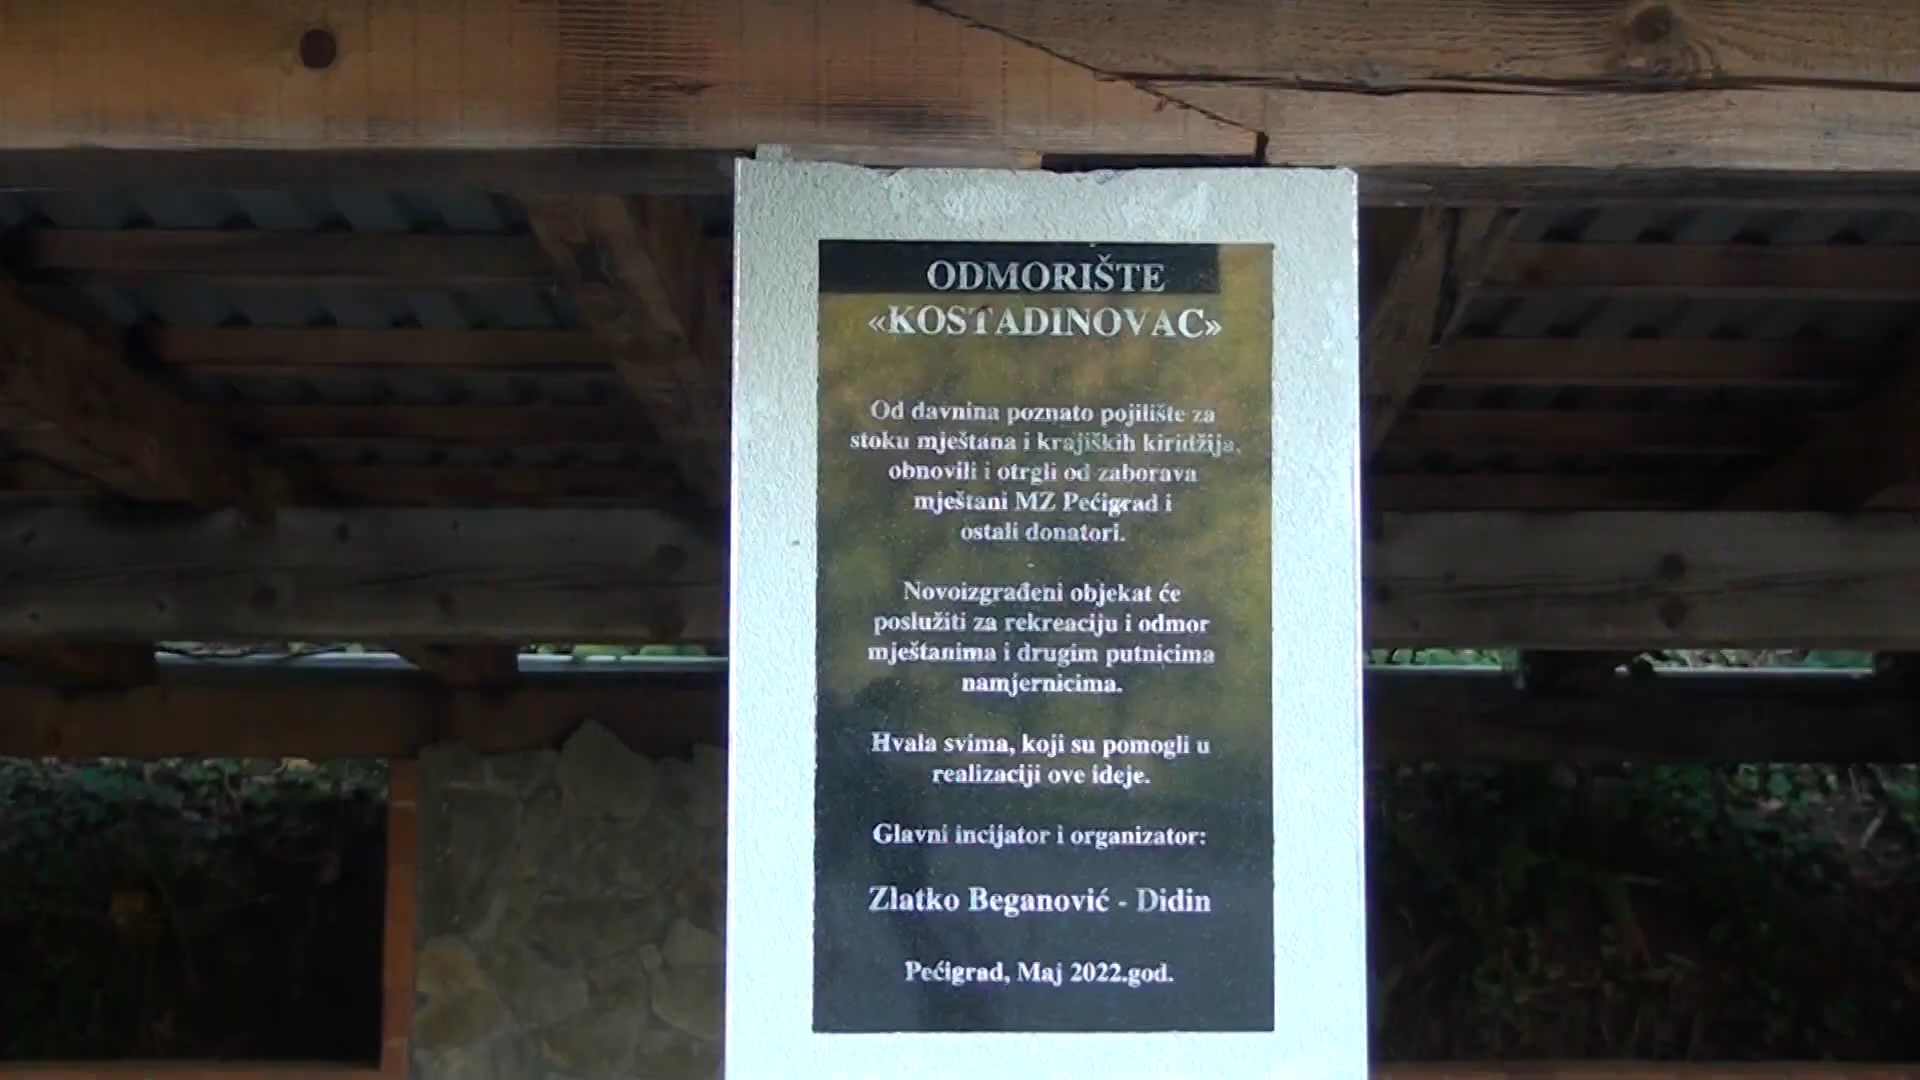 ODMORIŠTE
«KOSTADINOVAC»
Od davnina poznato pojilište za
stoku mještana i krajiških kiridžija,
obnovili i otrgli od zaborava
mještani MZ Pećigrad i
ostali donatori.
Novoizgrađeni objekat će
poslužiti za rekreaciju i odmor
mještanima i drugim putnicima
namjernicima.
Hvala svima, koji su pomogli u
realizaciji ove ideje.
Glavni incijator i organizator:
Zlatko Beganović - Didin
Pećigrad, Maj 2022.god.